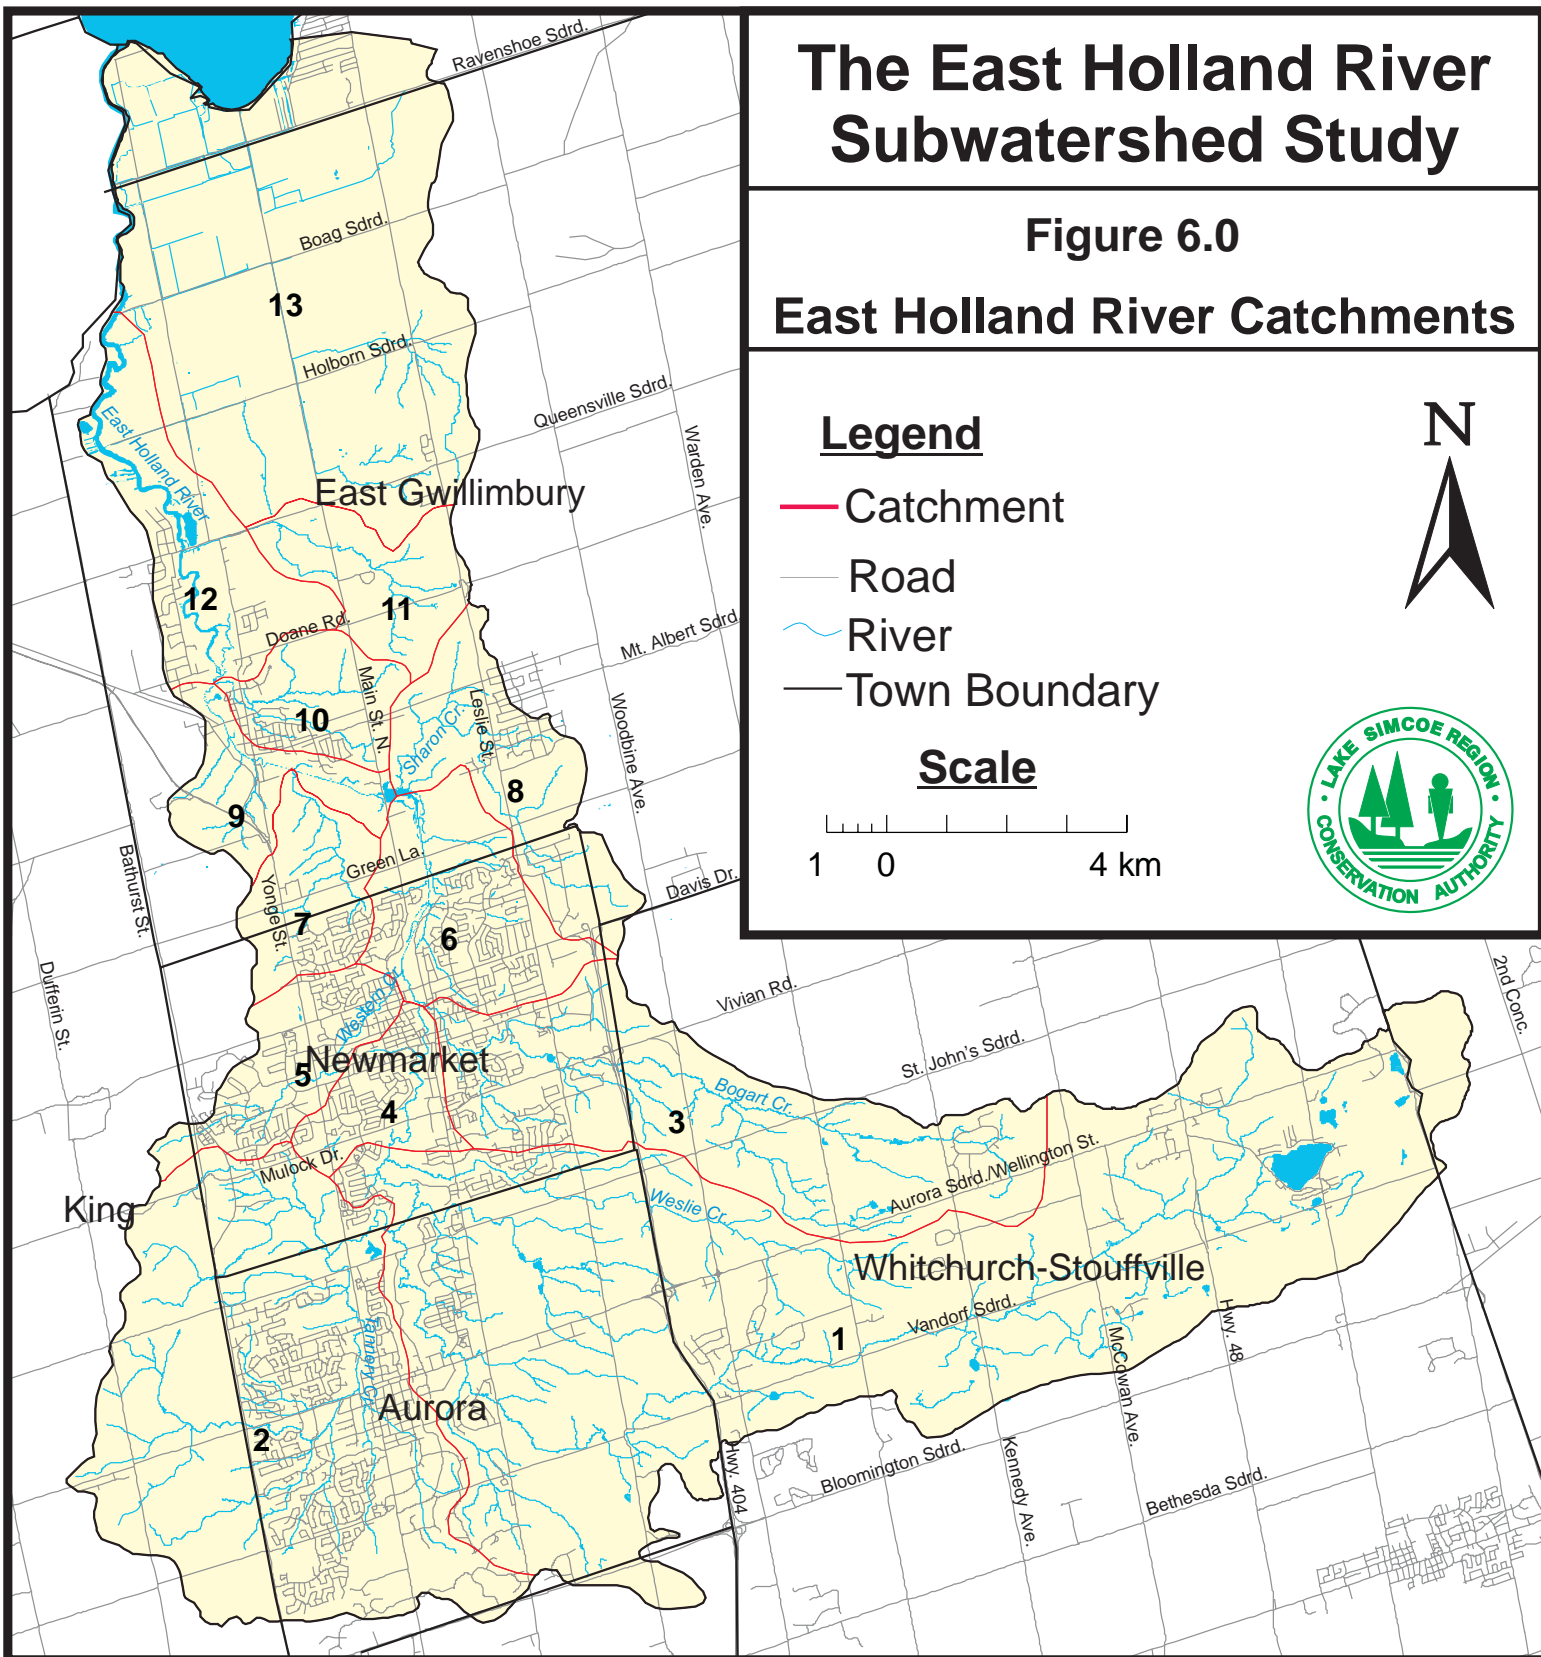 The East Holland River
Subwatershed Study
Figure 6.0
East Holland River Catchments
Legend
Catchment
Road
River
Town Boundary
Scale
1 0 4 km
N
LAKE SIMCOE REGION
CONSERVATION AUTHORITY
Ravenshoe Sdrd.
Boag Sdrd.
13
Holborn Sdrd.
Queensville Sdrd.
East Holland River
Warden Ave.
East Gwillimbury
12
11
Doane Rd.
Mt. Albert Sdrd.
Main St. N.
Leslie St.
Sharon Cr.
Woodbine Ave.
10
8
9
Green La.
Bathurst St.
Yonge St.
Davis Dr.
7
6
Dufferin St.
Western Cr.
Vivian Rd.
2nd Conc.
Newmarket
5
St. John's Sdrd.
4
Bogart Cr.
3
Mulock Dr.
Aurora Sdrd./Wellington St.
King
Weslie Cr.
Whitchurch-Stouffville
Vandorf Sdrd.
1
Hwy. 48
McCowan Ave.
Tannery Cr.
Aurora
2
Hwy. 404
Bloomington Sdrd.
Kennedy Ave.
Bethesda Sdrd.